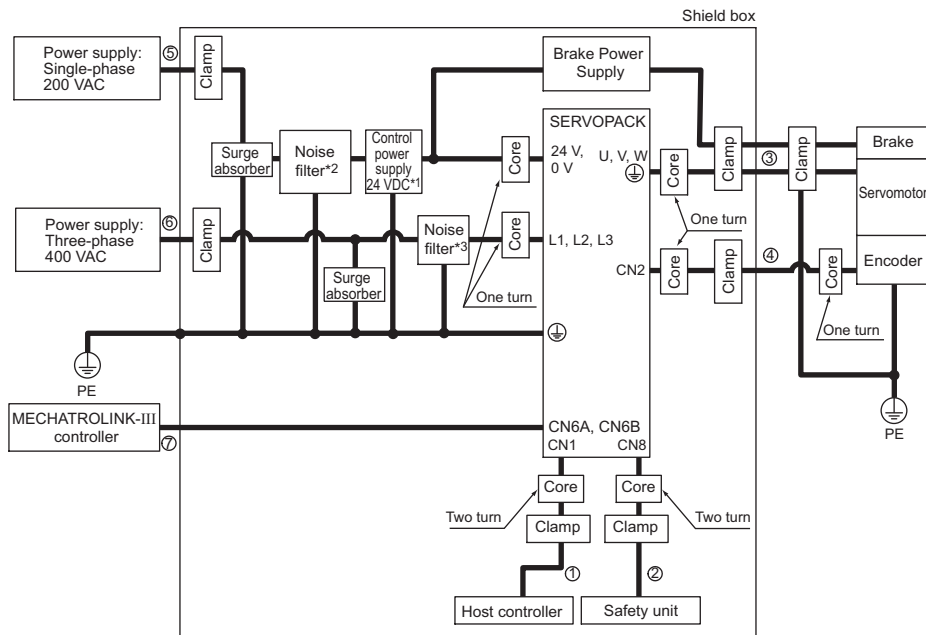 Shield box
Power supply:
Single-phase
200 VAC
⑤
Clamp
Brake Power
Supply
Surge
absorber
Noise
filter*2
Control
power
supply
24 VDC*1
Core
SERVOPACK
24 V,
0 V
U, V, W
Core
Clamp
③
Clamp
Brake
Servomotor
Encoder
Power supply:
Three-phase
400 VAC
⑥
Clamp
Surge
absorber
Noise
filter*3
Core
L1, L2, L3
One turn
One turn
CN2
Core
Clamp
④
Core
One turn
PE
PE
MECHATROLINK-III
controller
⑦
CN6A, CN6B
CN1
CN8
Core
Core
Two turn
Two turn
Clamp
Clamp
①
②
Host controller
Safety unit